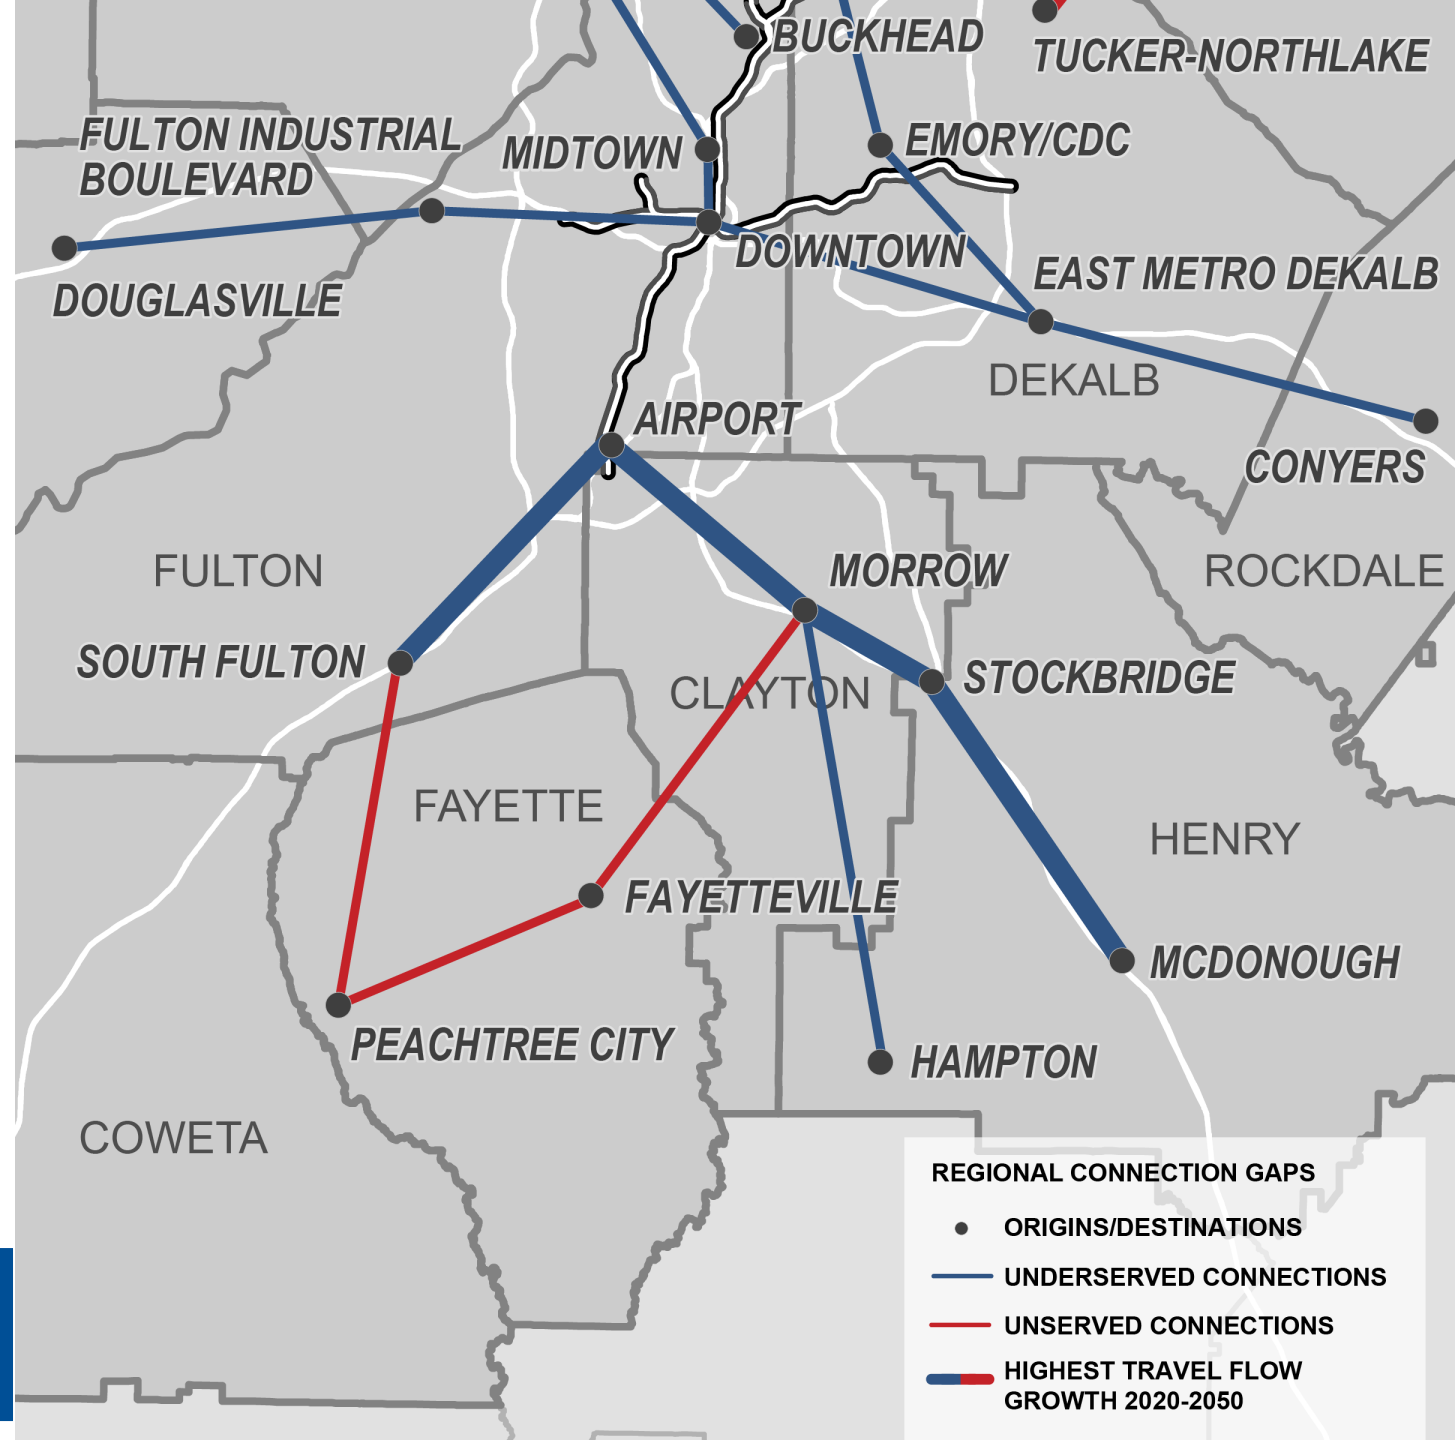 BUCKHEAD
TUCKER-NORTHLAKE
FULTON INDUSTRIAL
BOULEVARD
MIDTOWN
EMORY/CDC
DOWNTOWN
EAST METRO DEKALB
DOUGLASVILLE
DEKALB
AIRPORT
CONYERS
FULTON
MORROW
ROCKDALE
SOUTH FULTON
STOCKBRIDGE
CLAYTON
FAYETTE
HENRY
FAYETTEVILLE
MCDONOUGH
PEACHTREE CITY
HAMPTON
COWETA
REGIONAL CONNECTION GAPS
ORIGINS/DESTINATIONS
UNDERSERVED CONNECTIONS
UNSERVED CONNECTIONS
HIGHEST TRAVEL FLOW
GROWTH 2020-2050